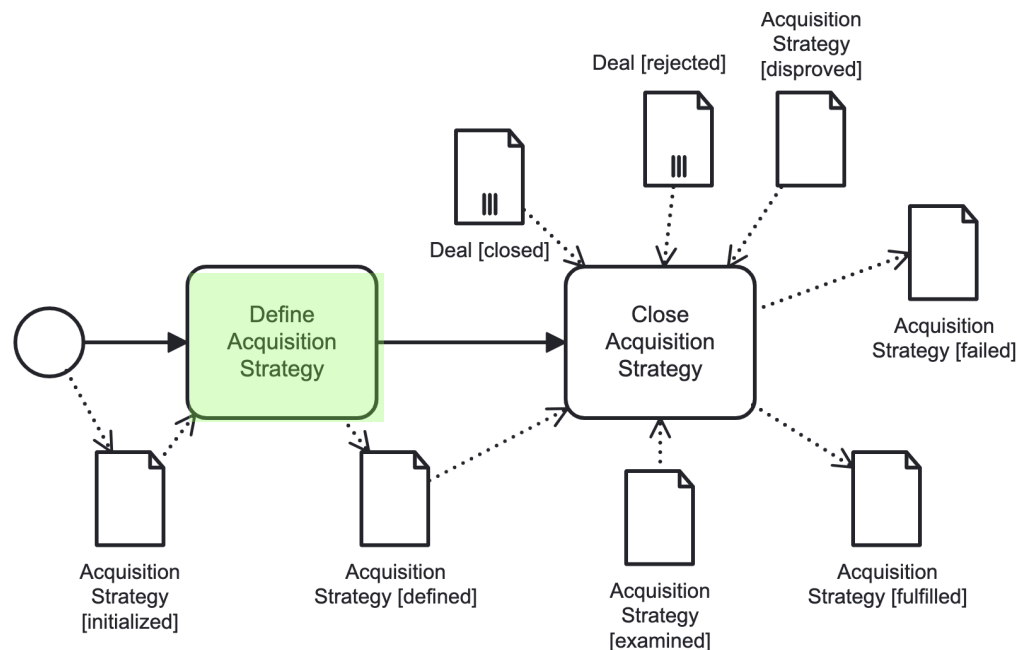 Acquisition
Strategy
[disproved]
Deal [rejected]
Deal [closed]
Define
Acquisition
Strategy
Close
Acquisition
Strategy
Acquisition
Strategy [failed]
Acquisition
Strategy
[initialized]
Acquisition
Strategy [defined]
Acquisition
Strategy
[examined]
Acquisition
Strategy [fulfilled]